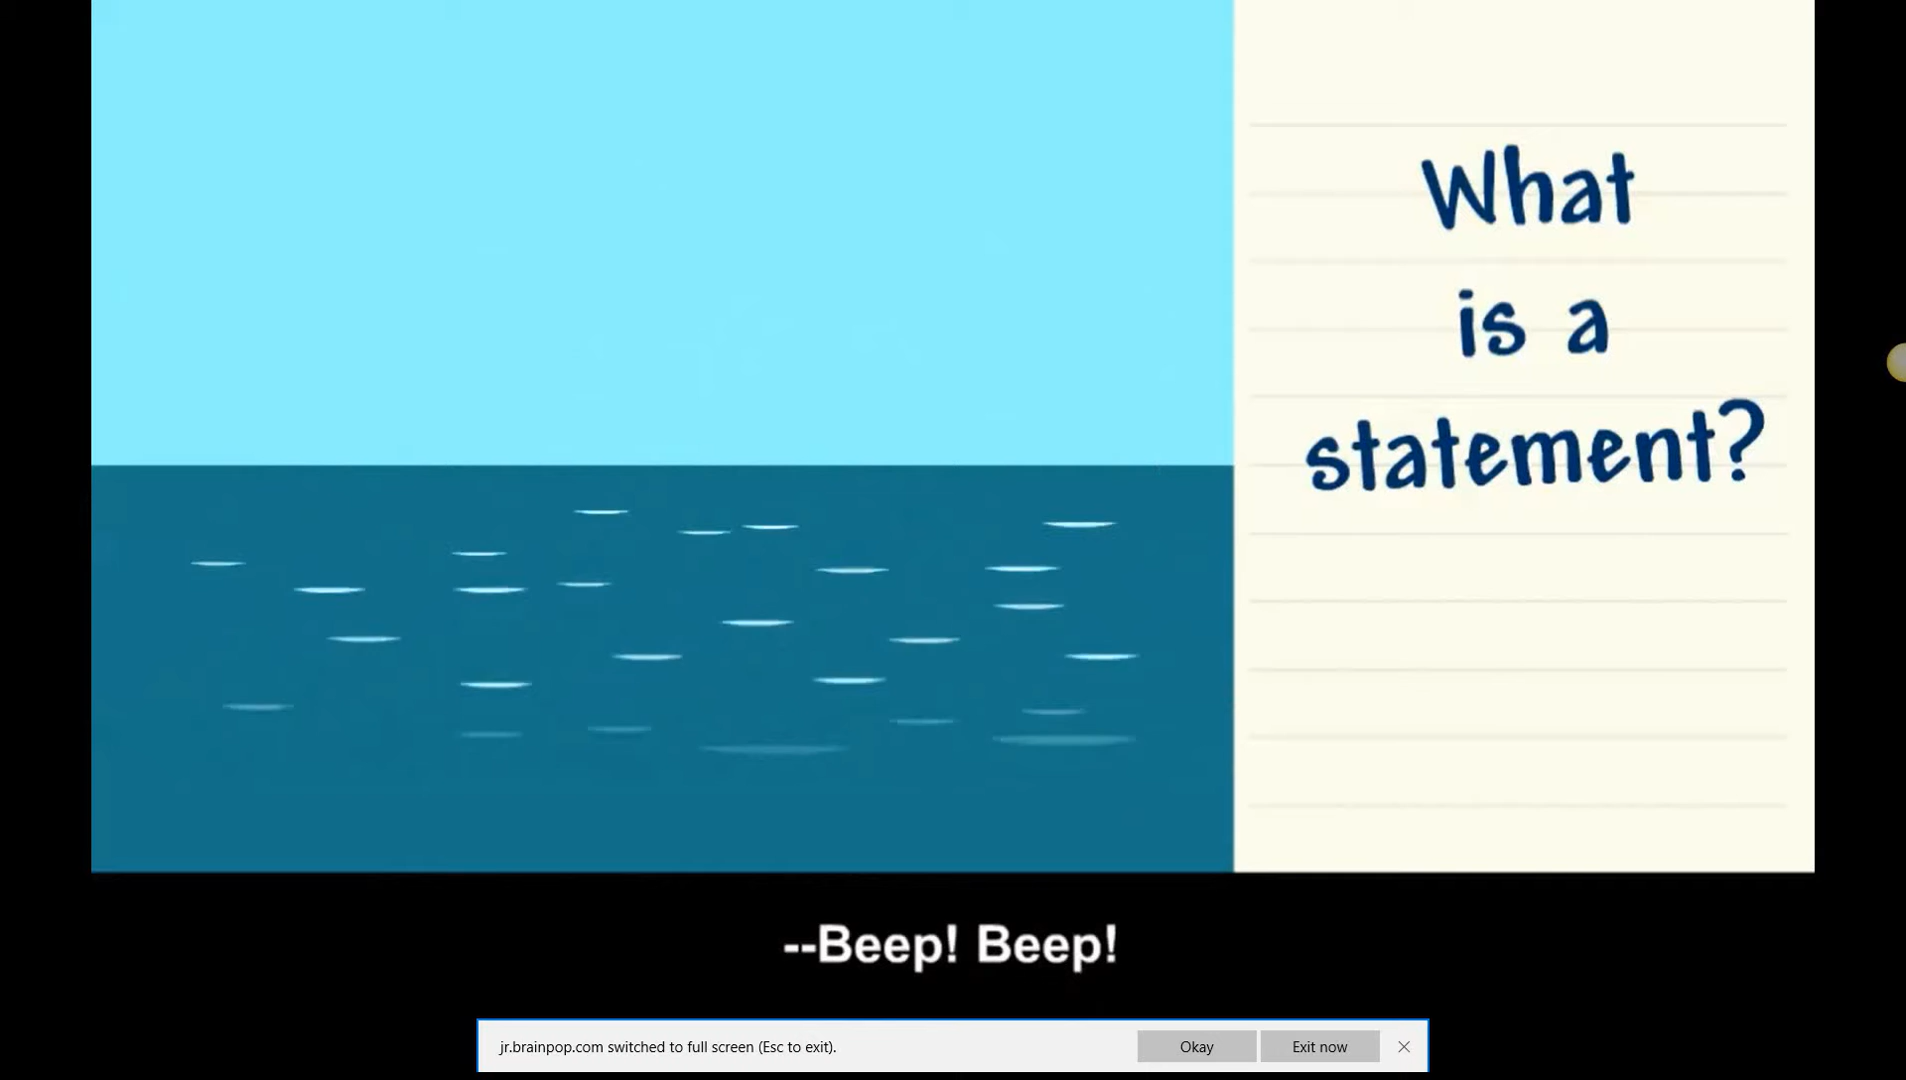 What
is a
statement?
--Beep! Beep!
jr.brainpop.com switched to full screen (Esc to exit).
Okay
Exit now